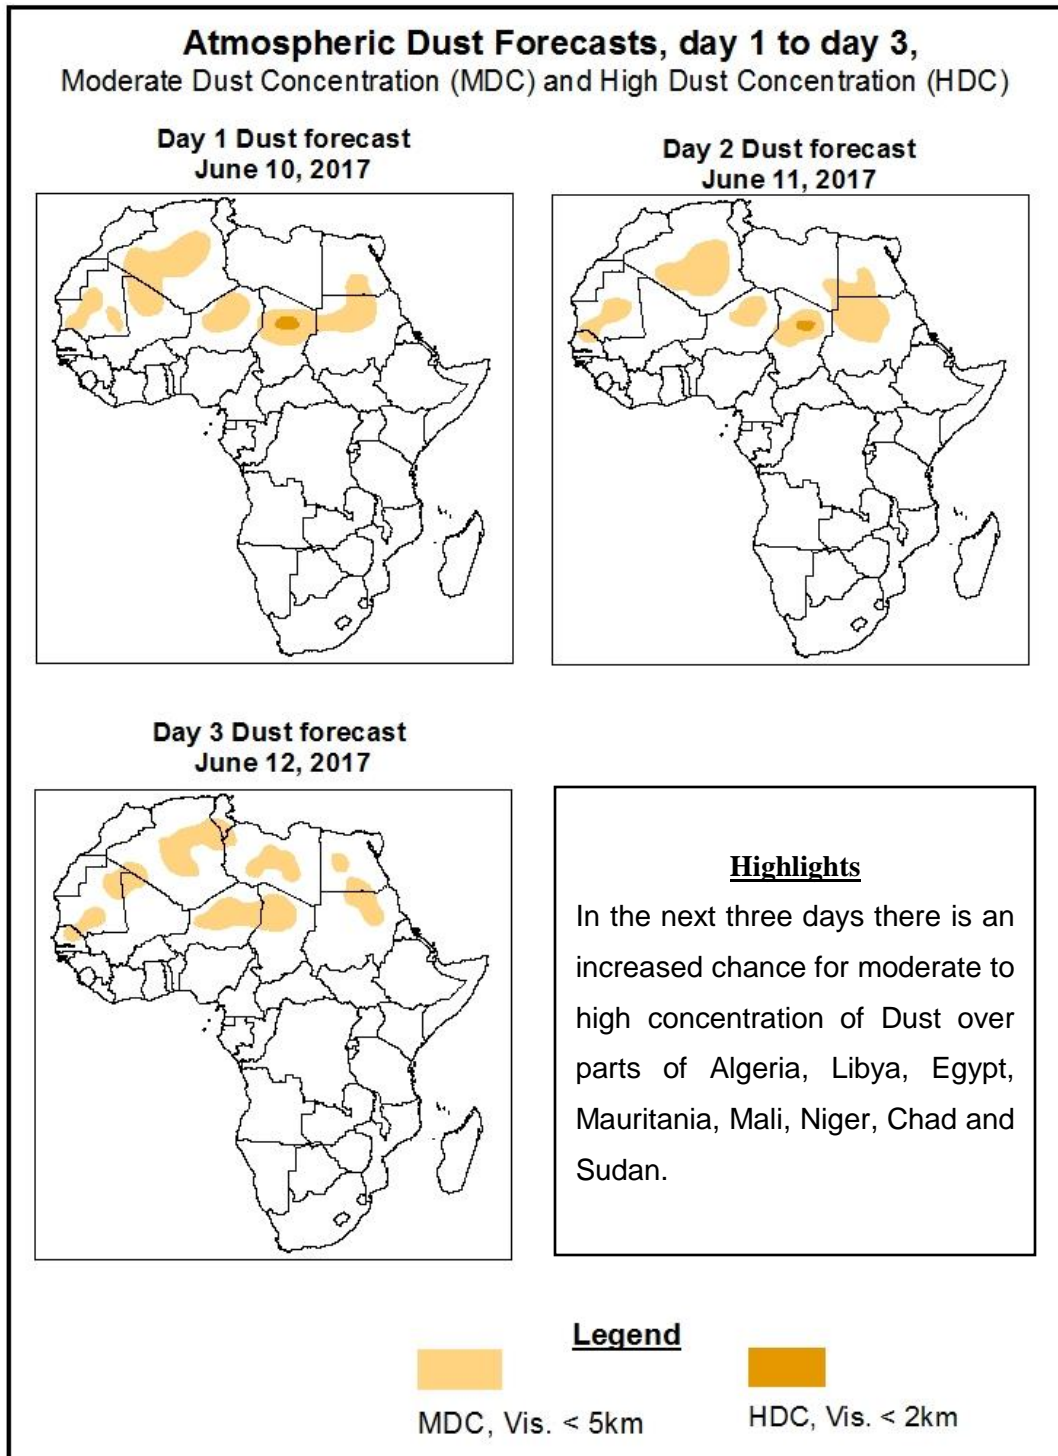 Atmospheric Dust Forecasts, day 1 to day 3,
Moderate Dust Concentration (MDC) and High Dust Concentration (HDC)
Day 1 Dust forecast
June 10, 2017
Day 2 Dust forecast
June 11, 2017
Day 3 Dust forecast
June 12, 2017
Highlights
In the next three days there is an
increased chance for moderate to
high concentration of Dust over
parts of Algeria, Libya, Egypt,
Mauritania, Mali, Niger, Chad and
Sudan.
Legend
MDC, Vis. < 5km
HDC, Vis. < 2km